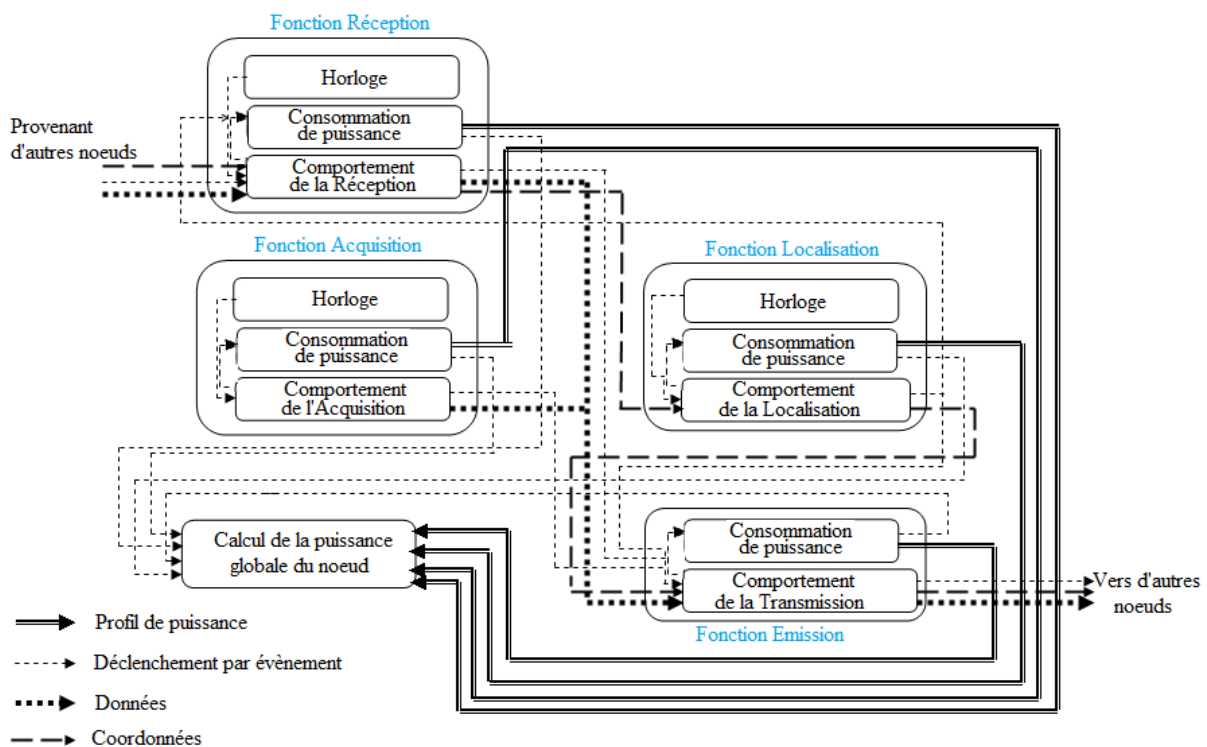 Fonction Réception
Horloge
Consommation
de puissance
Comportement
de la Réception
Provenant
d'autres noeuds
Fonction Acquisition
Horloge
Consommation
de puissance
Comportement
de l'Acquisition
Fonction Localisation
Horloge
Consommation
de puissance
Comportement
de la Localisation
Calcul de la puissance
globale du noeud
Consommation
de puissance
Comportement
de la Transmission
Fonction Emission
Vers d'autres
noeuds
Profil de puissance
Déclenchement par évènement
Données
Coordonnées